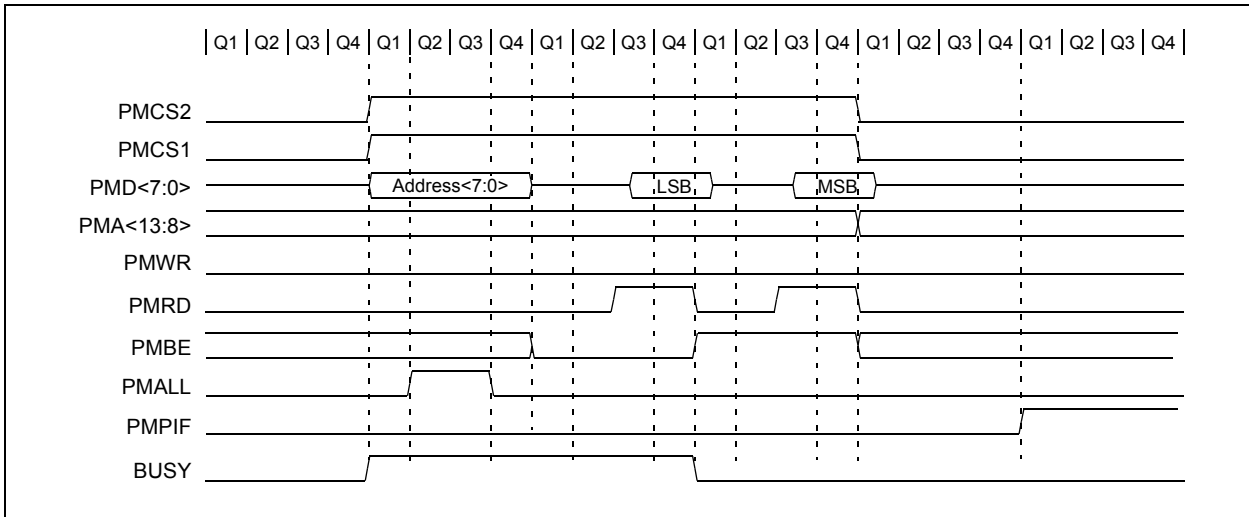 Q1 Q2 Q3 Q4 Q1 Q2 Q3 Q4 Q1 Q2 Q3 Q4 Q1 Q2 Q3 Q4 Q1 Q2 Q3 Q4 Q1 Q2 Q3 Q4
PMCS2
PMCS1
PMD<7:0> Address<7:0> LSB MSB
PMA<13:8>
PMWR
PMRD
PMBE
PMALL
PMPIF
BUSY